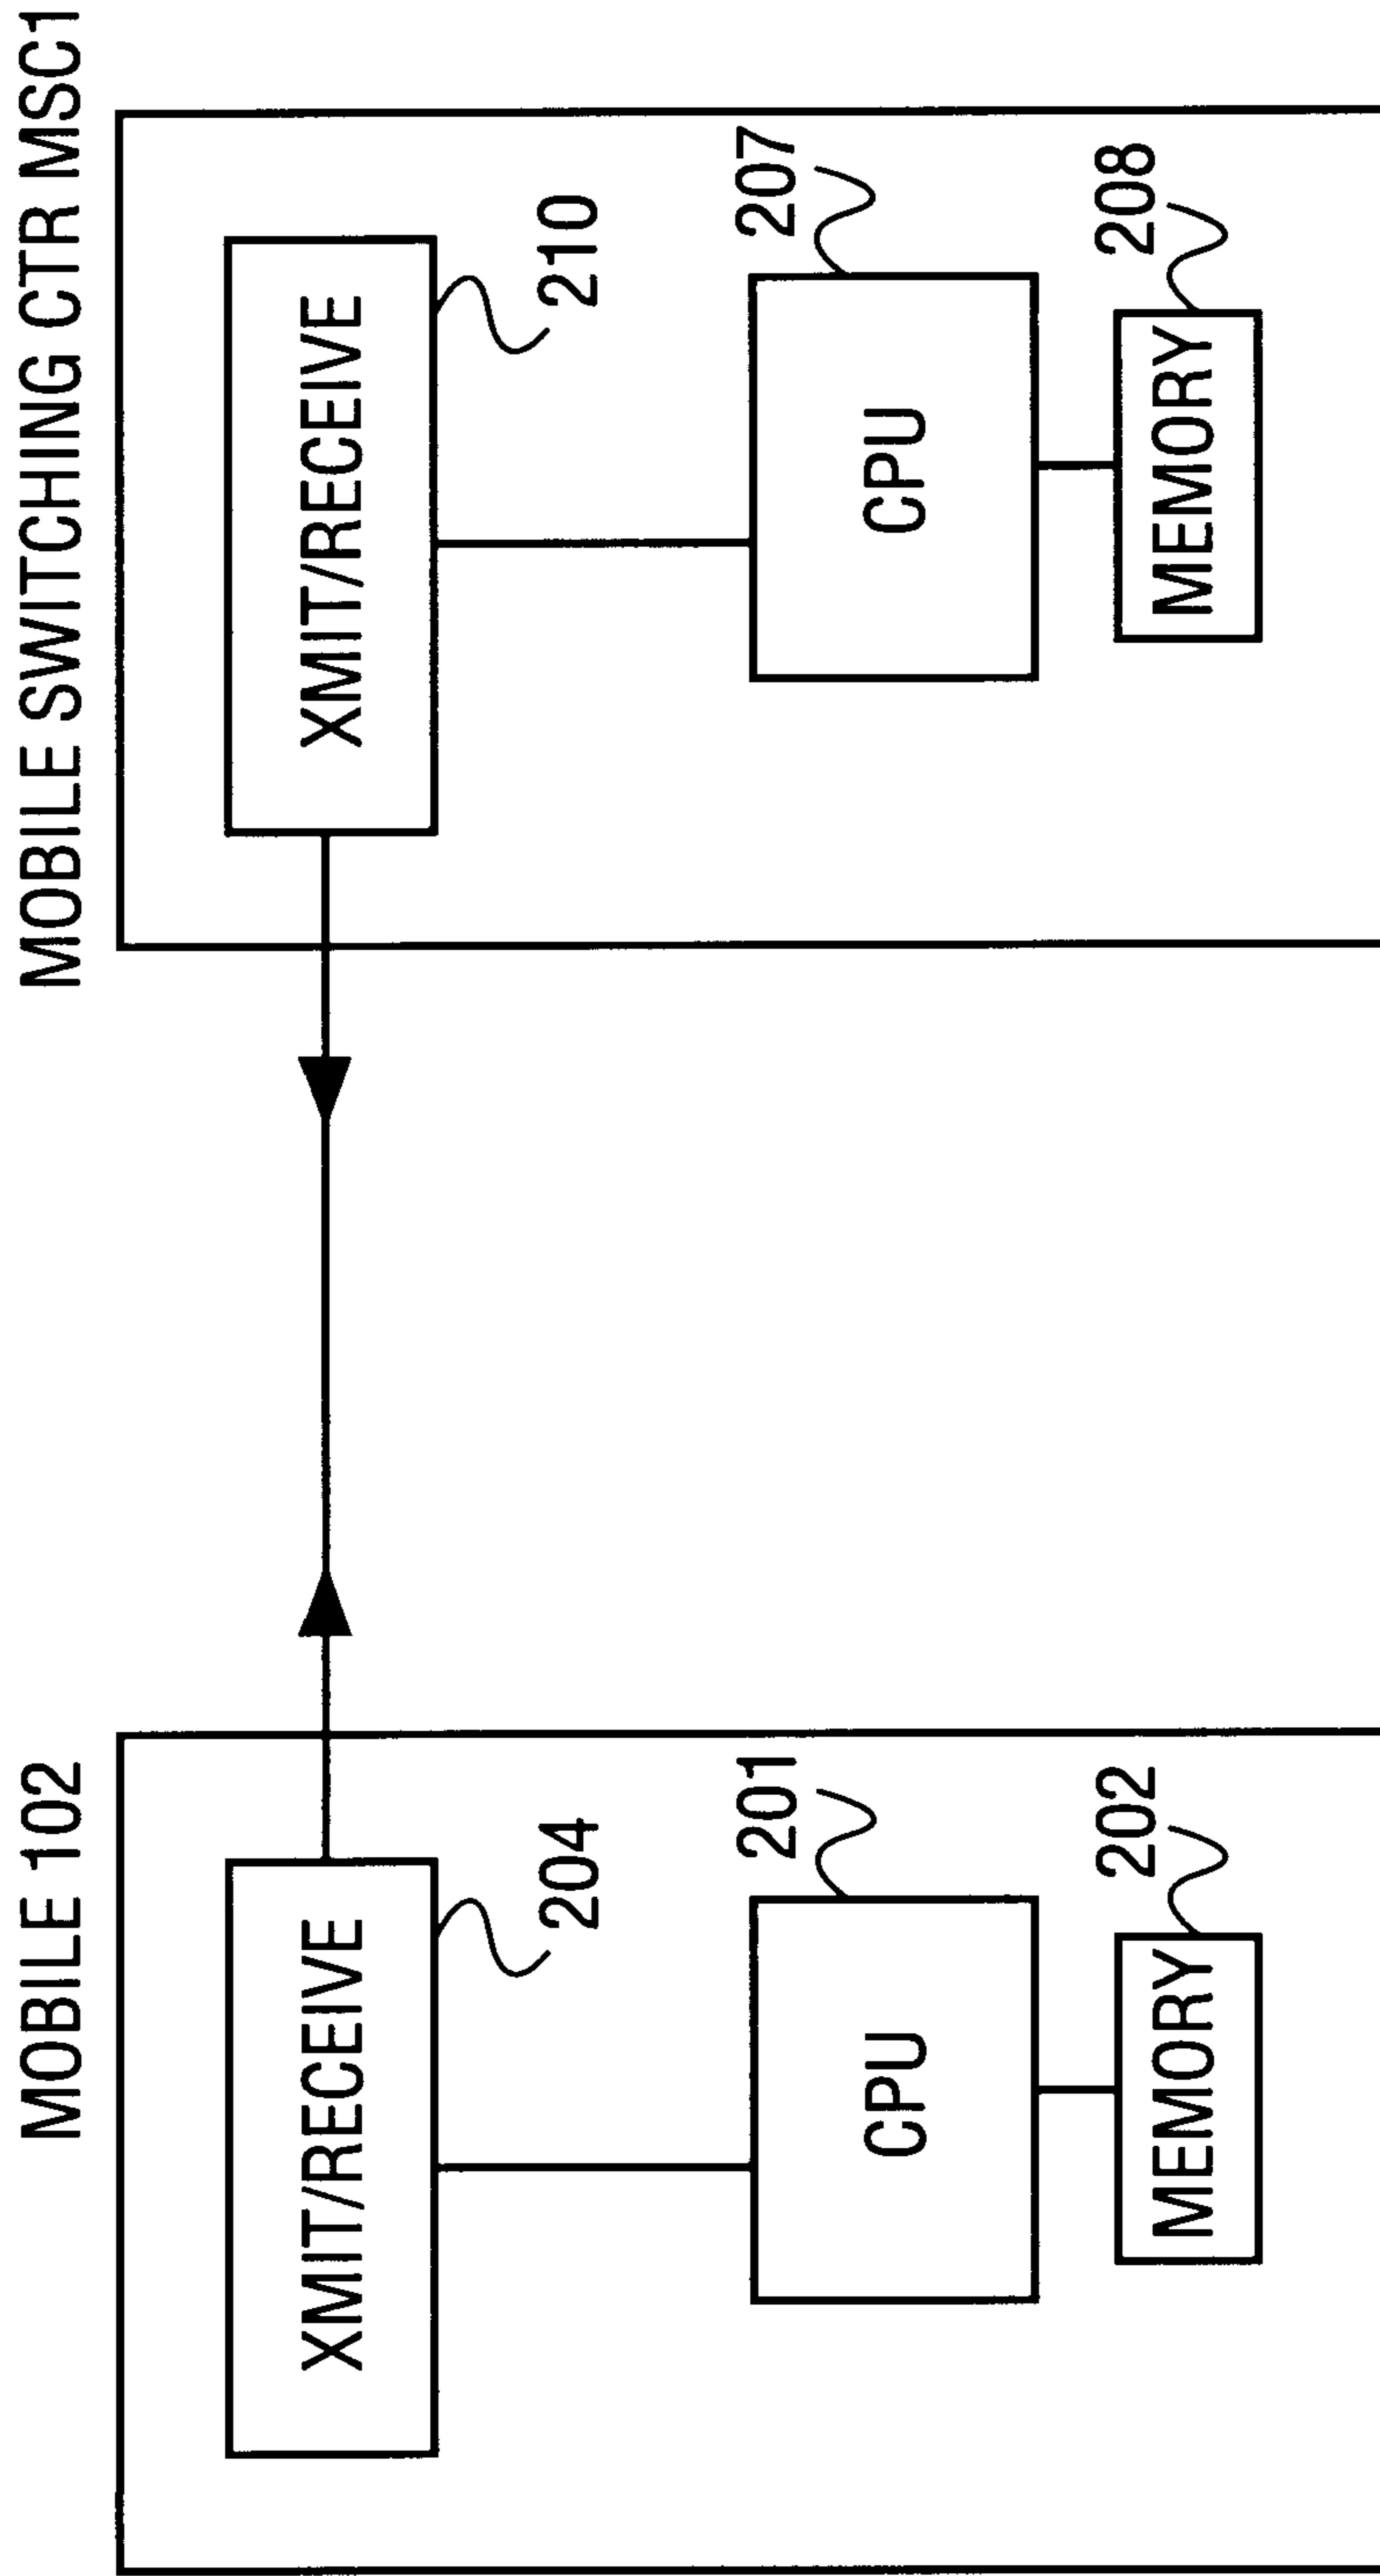 MOBILE 102
XMIT/RECEIVE
204
CPU
201
MEMORY
202
MOBILE SWITCHING CTR MSC1
XMIT/RECEIVE
210
CPU
207
MEMORY
208